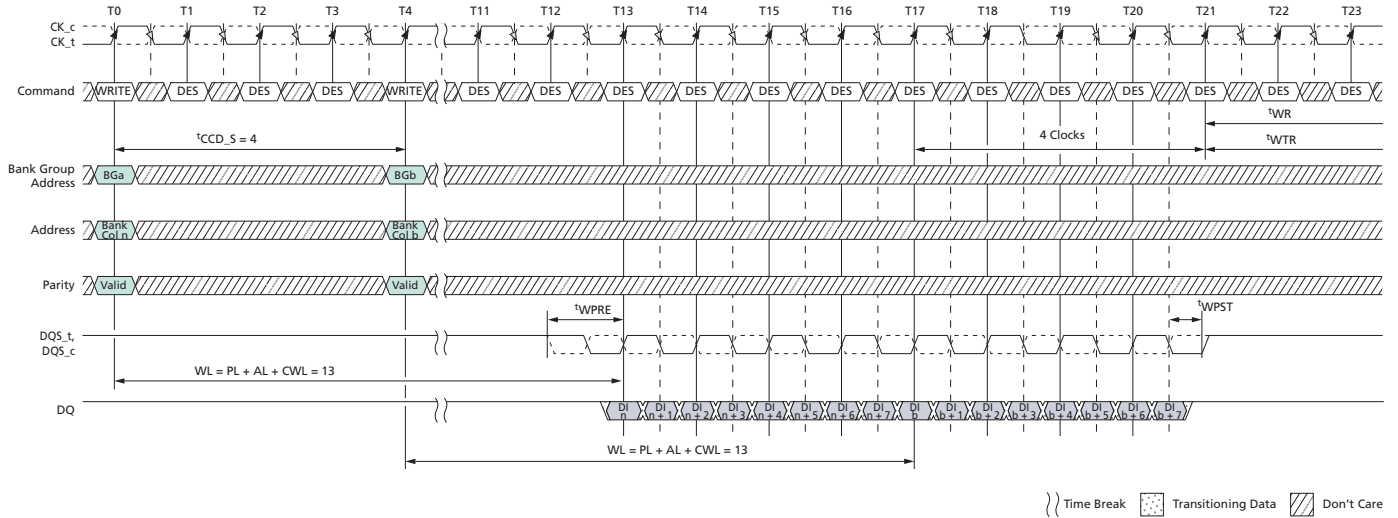 T0 T1 T2 T3 T4 T11 T12 T13 T14 T15 T16 T17 T18 T19 T20 T21 T22 T23
CK_c
CK_t
Command WRITE DES DES DES WRITE DES DES DES DES DES DES DES DES DES DES DES DES DES
tWR
tCCD_S = 4 4 Clocks tWTR
Bank Group
Address BGa BGb
Address Bank
Col n Bank
Col b
Parity Valid Valid
tWPRE tWPST
DQS_t,
DQS_c
WL = PL + AL + CWL = 13
DQ DI
n DI
n + 1 DI
n + 2 DI
n + 3 DI
n + 4 DI
n + 5 DI
n + 6 DI
n + 7 DI
b DI
b + 1 DI
b + 2 DI
b + 3 DI
b + 4 DI
b + 5 DI
b + 6 DI
b + 7
WL = PL + AL + CWL = 13
Time Break Transitioning Data Don't Care